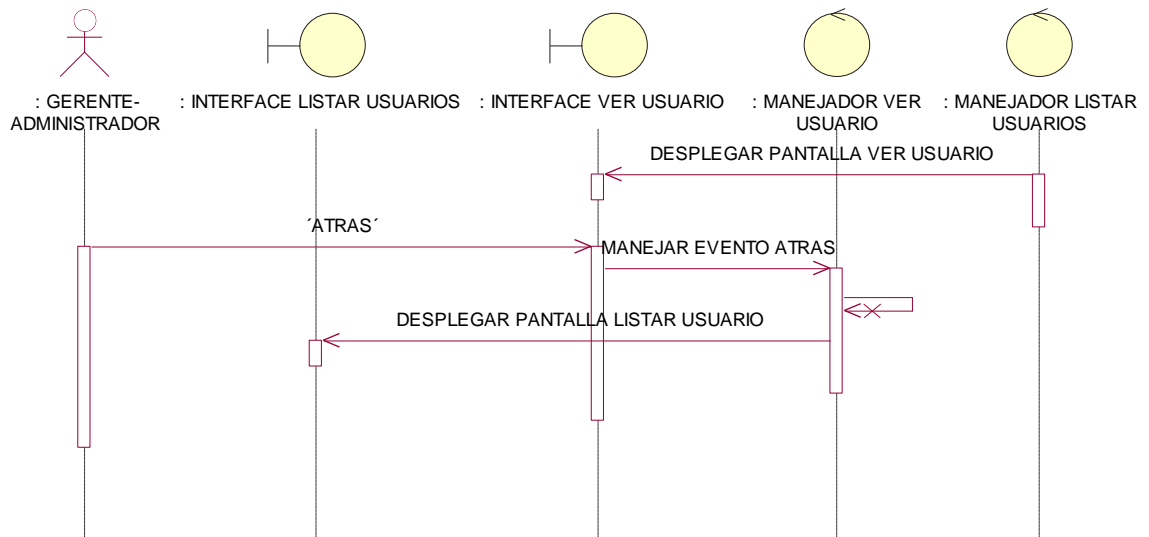 : GERENTE-
ADMINISTRADOR
: INTERFACE LISTAR USUARIOS
: INTERFACE VER USUARIO
: MANEJADOR VER
USUARIO
: MANEJADOR LISTAR
USUARIOS
DESPLEGAR PANTALLA VER USUARIO
´ATRAS´
MANEJAR EVENTO ATRAS
DESPLEGAR PANTALLA LISTAR USUARIO